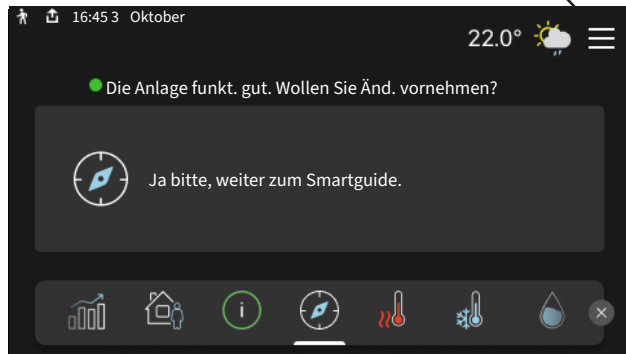 16:45 3 Oktober
22.0°
Die Anlage funkt. gut. Wollen Sie Änd. vornehmen?
Ja bitte, weiter zum Smartguide.
i